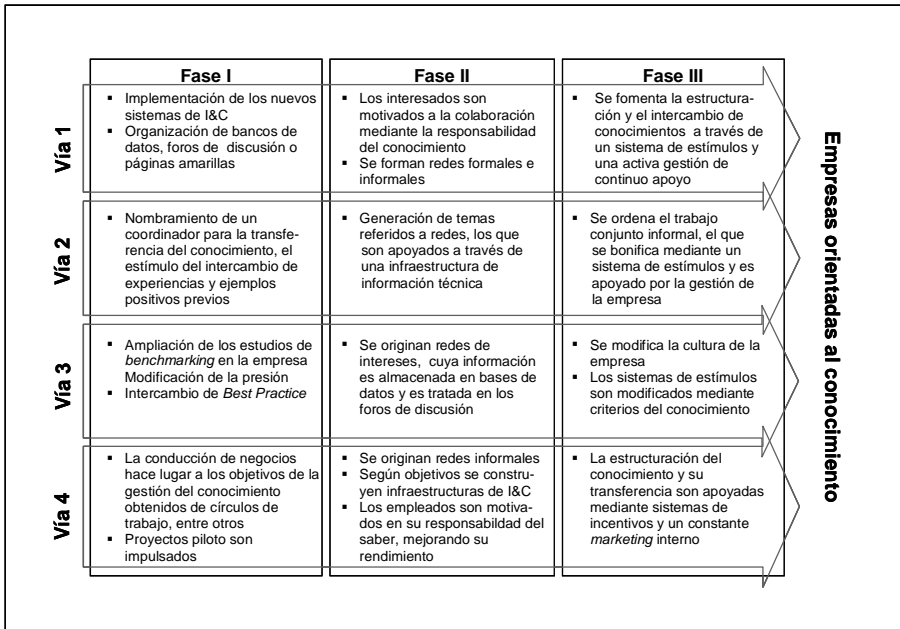 Fase I
Fase II
Fase III
Vía 1
▪ Implementación de los nuevos
sistemas de I&C
▪ Organización de bancos de
datos, foros de discusión o
páginas amarillas
▪ Los interesados son
motivados a la colaboración
mediante la responsabilidad
del conocimiento
▪ Se forman redes formales e
informales
▪ Se fomenta la estructura-
ción y el intercambio de
conocimientos a través de
un sistema de estímulos y
una activa gestión de
continuo apoyo
Vía 2
▪ Nombramiento de un
coordinador para la transfe-
rencia del conocimiento, el
estímulo del intercambio de
experiencias y ejemplos
positivos previos
▪ Generación de temas
referidos a redes, los que
son apoyados a través de
una infraestructura de
información técnica
▪ Se ordena el trabajo
conjunto informal, el que
se bonifica mediante un
sistema de estímulos y es
apoyado por la gestión de
la empresa
Vía 3
▪ Ampliación de los estudios de
benchmarking en la empresa
Modificación de la presión
▪ Intercambio de Best Practice
▪ Se originan redes de
intereses, cuya información
es almacenada en bases de
datos y es tratada en los
foros de discusión
▪ Se modifica la cultura de la
empresa
▪ Los sistemas de estímulos
son modificados mediante
criterios del conocimiento
Vía 4
▪ La conducción de negocios
hace lugar a los objetivos de la
gestión del conocimiento
obtenidos de círculos de
trabajo, entre otros
▪ Proyectos piloto son
impulsados
▪ Se originan redes informales
▪ Según objetivos se constru-
yen infraestructuras de I&C
▪ Los empleados son motiva-
dos en su responsabildad del
saber, mejorando su
rendimiento
▪ La estructuración del
conocimiento y su
transferencia son apoyadas
mediante sistemas de
incentivos y un constante
marketing interno
Empresas orientadas al conocimiento